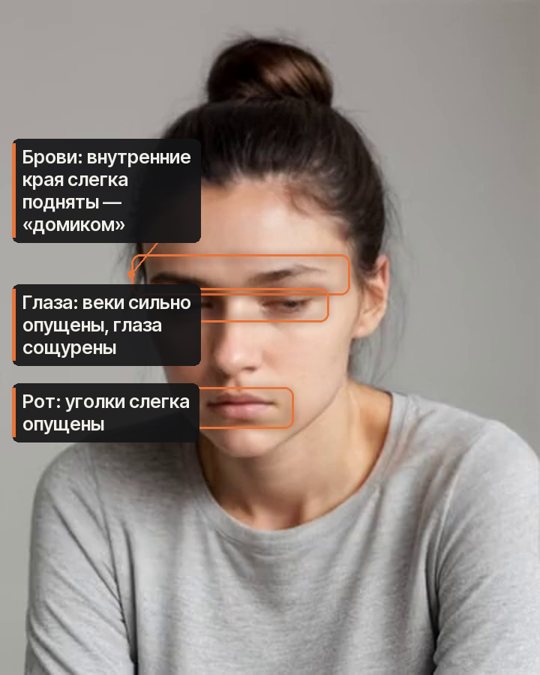 Брови: внутренние
края слегка
подняты —
«домиком»
Глаза: веки сильно
опущены, глаза
сощурены
Рот: уголки слегка
опущены